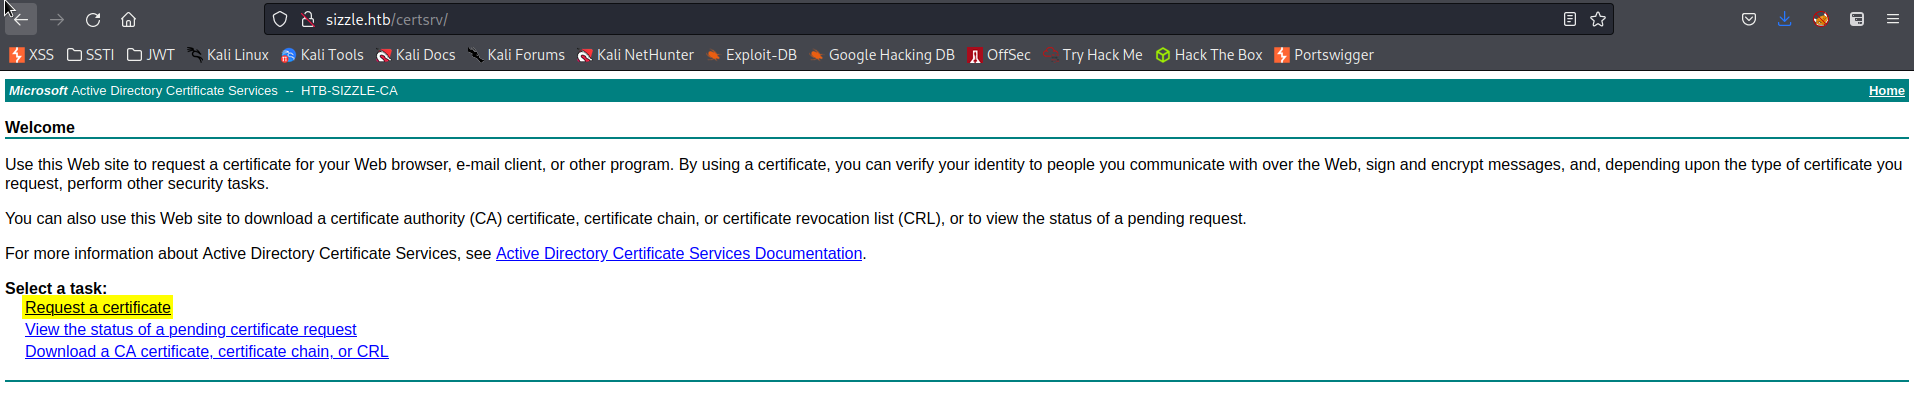 sizzle.htb/certsrv/
XSS SSTI JWT Kali Linux Kali Tools Kali Docs Kali Forums Kali NetHunter Exploit-DB Google Hacking DB OffSec Try Hack Me Hack The Box Portswigger
Microsoft Active Directory Certificate Services -- HTB-SIZZLE-CA Home
Welcome
Use this Web site to request a certificate for your Web browser, e-mail client, or other program. By using a certificate, you can verify your identity to people you communicate with over the Web, sign and encrypt messages, and, depending upon the type of certificate you
request, perform other security tasks.
You can also use this Web site to download a certificate authority (CA) certificate, certificate chain, or certificate revocation list (CRL), or to view the status of a pending request.
For more information about Active Directory Certificate Services, see Active Directory Certificate Services Documentation.
Select a task:
Request a certificate
View the status of a pending certificate request
Download a CA certificate, certificate chain, or CRL